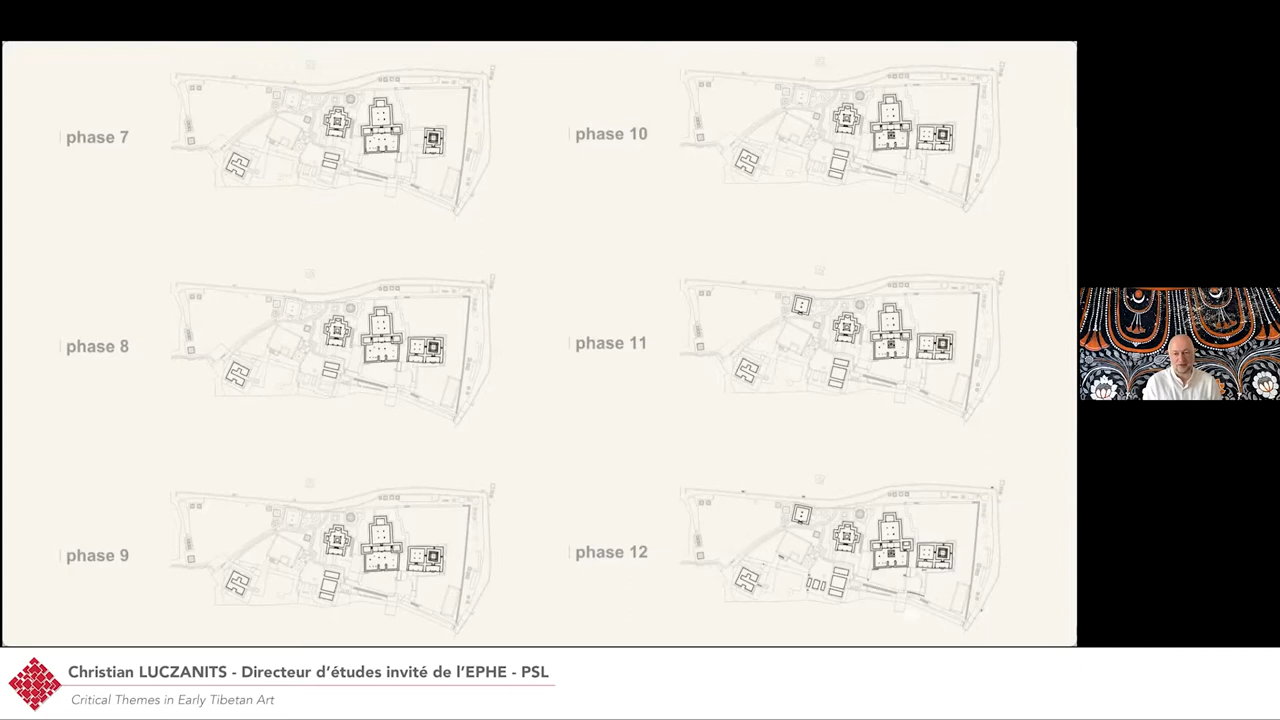 phase 7
phase 10
phase 8
phase 11
phase 9
phase 12
Christian LUCZANITS - Directeur d'études invité de l'EPHE - PSL
Critical Themes in Early Tibetan Art